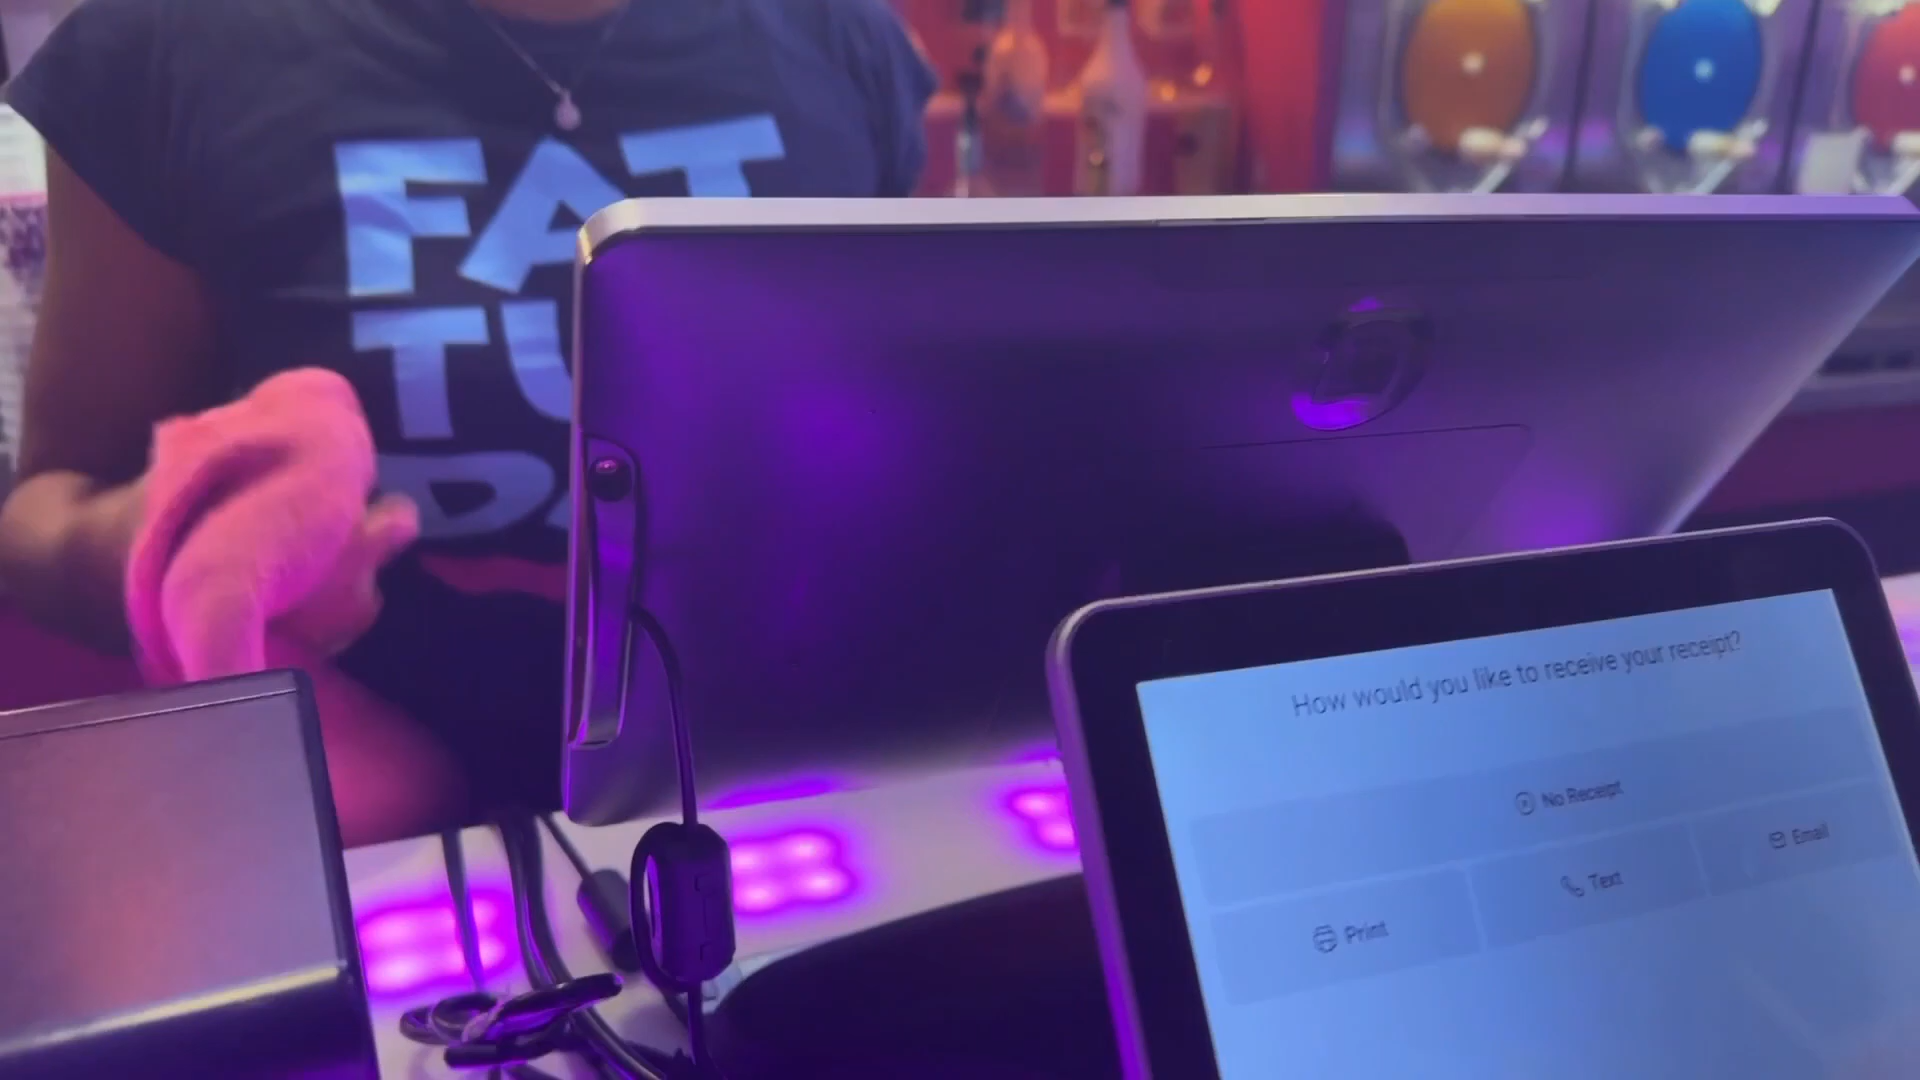 FAT
TU
How would you like to receive your receipt?
No Receipt
Print
Text
Email